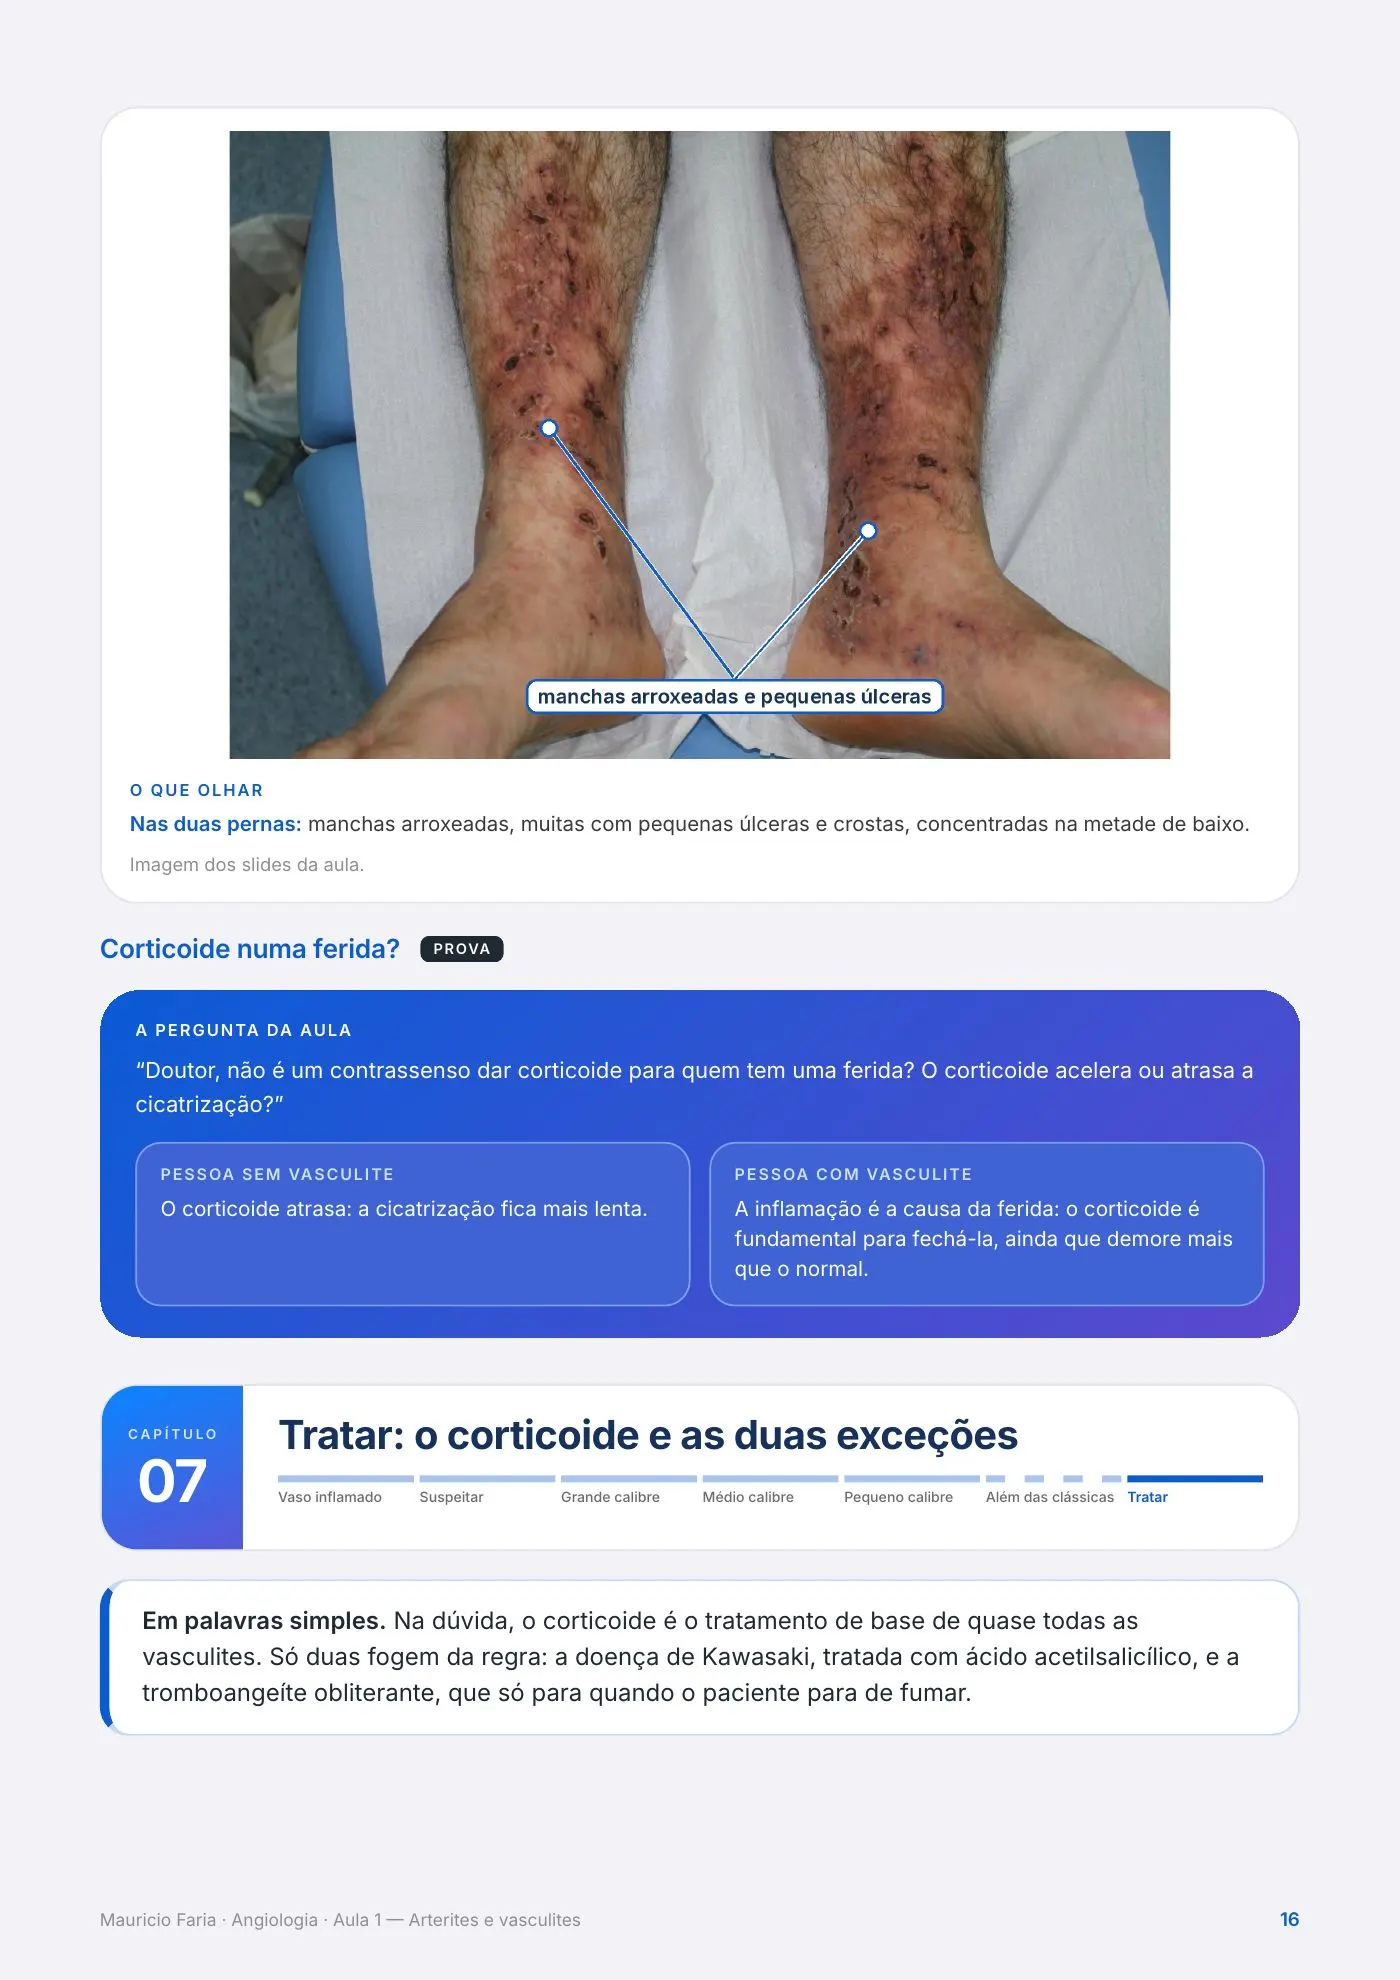 manchas arroxeadas e pequenas úlceras
O QUE OLHAR
Nas duas pernas: manchas arroxeadas, muitas com pequenas úlceras e crostas, concentradas na metade de baixo.
Imagem dos slides da aula.
Corticoide numa ferida? PROVA
A PERGUNTA DA AULA
“Doutor, não é um contrassenso dar corticoide para quem tem uma ferida? O corticoide acelera ou atrasa a
cicatrização?”
PESSOA SEM VASCULITE
O corticoide atrasa: a cicatrização fica mais lenta.
PESSOA COM VASCULITE
A inflamação é a causa da ferida: o corticoide é
fundamental para fechá-la, ainda que demore mais
que o normal.
CAPÍTULO
07
Tratar: o corticoide e as duas exceções
Vaso inflamado Suspeitar Grande calibre Médio calibre Pequeno calibre Além das clássicas Tratar
Em palavras simples. Na dúvida, o corticoide é o tratamento de base de quase todas as
vasculites. Só duas fogem da regra: a doença de Kawasaki, tratada com ácido acetilsalicílico, e a
tromboangeíte obliterante, que só para quando o paciente para de fumar.
Mauricio Faria · Angiologia · Aula 1 — Arterites e vasculites 16